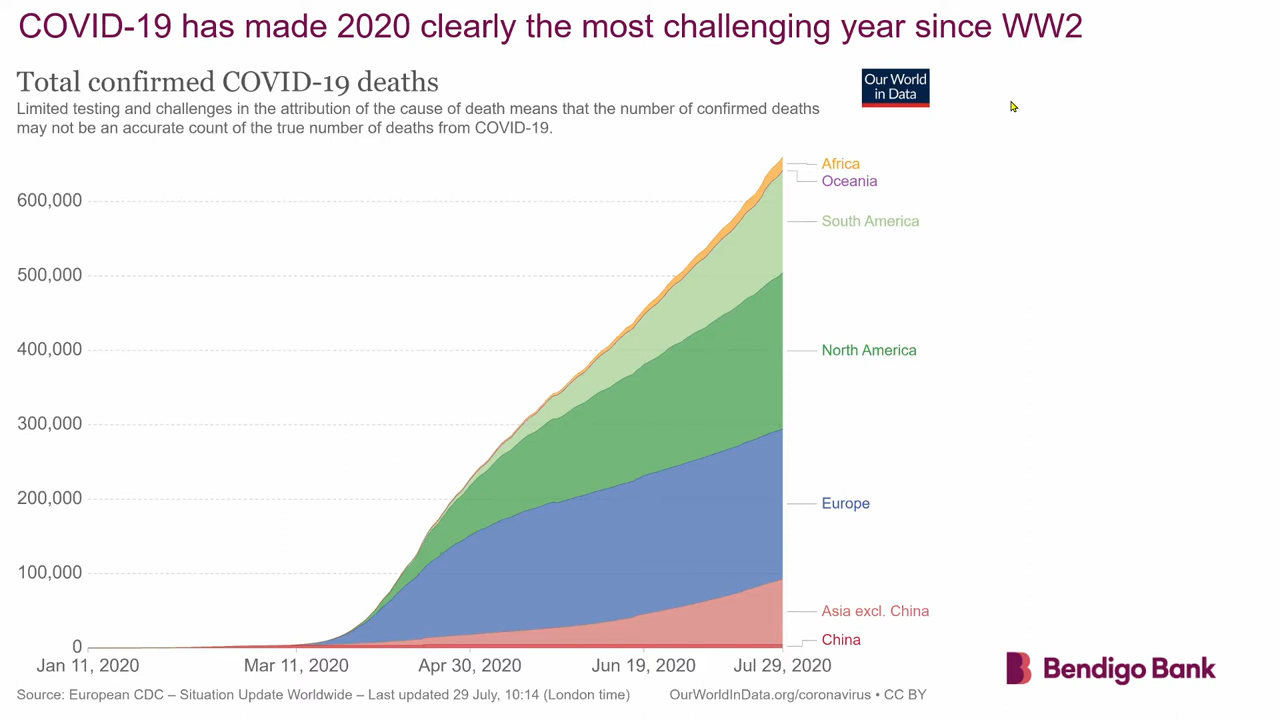 COVID-19 has made 2020 clearly the most challenging year since WW2
Total confirmed COVID-19 deaths
Limited testing and challenges in the attribution of the cause of death means that the number of confirmed deaths
may not be an accurate count of the true number of deaths from COVID-19.
Our World
in Data
Africa
Oceania
South America
North America
Europe
Asia excl. China
China
600,000
500,000
400,000
300,000
200,000
100,000
0
Jan 11, 2020
Mar 11, 2020
Apr 30, 2020
Jun 19, 2020
Jul 29, 2020
Source: European CDC – Situation Update Worldwide – Last updated 29 July, 10:14 (London time)
OurWorldInData.org/coronavirus • CC BY
Bendigo Bank